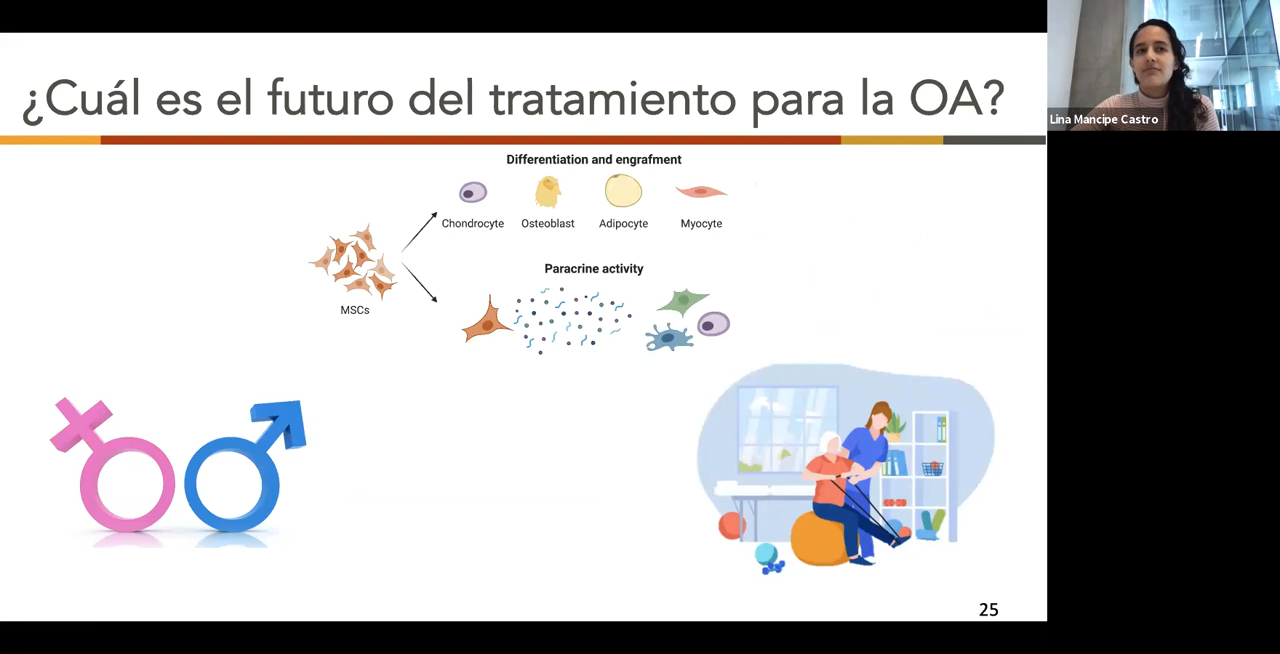 ¿Cuál es el futuro del tratamiento para la OA?
Differentiation and engrafment
Chondrocyte Osteoblast Adipocyte Myocyte
Paracrine activity
MSCs
25
Lina Mancipe Castro